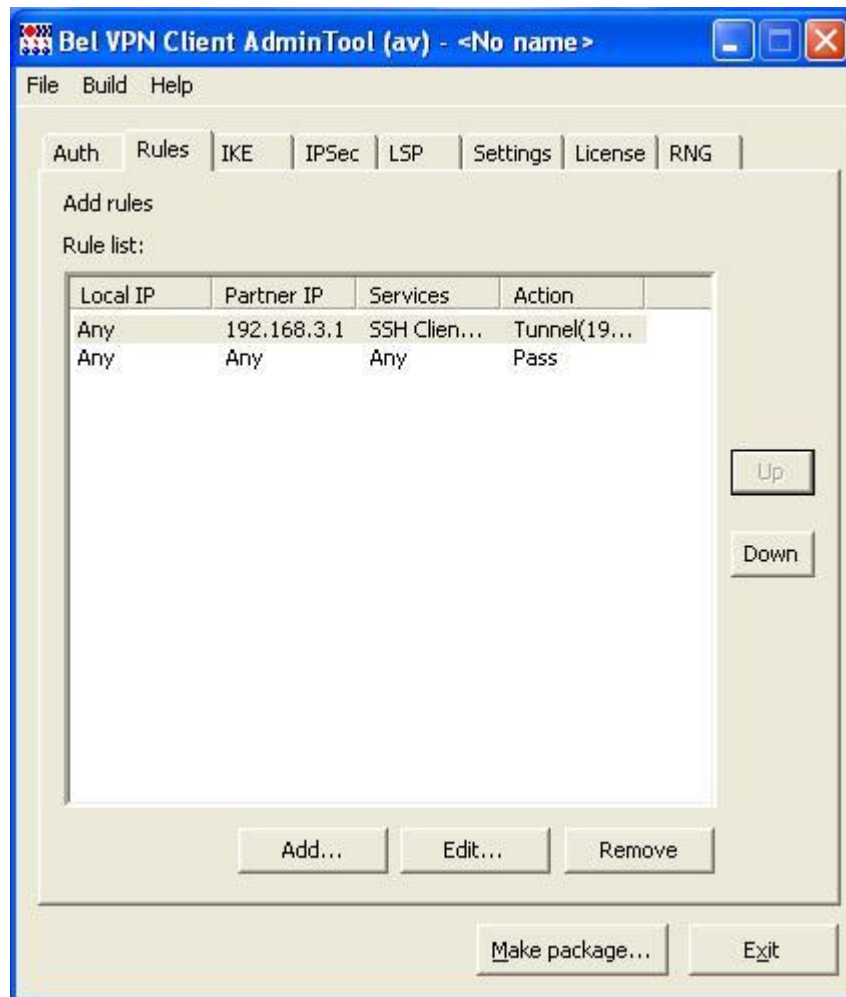 Bel VPN Client AdminTool (av) - <No name>
File Build Help
Auth Rules IKE IPSec LSP Settings License RNG
Add rules
Rule list:
Local IP Partner IP Services Action
Any 192.168.3.1 SSH Clien... Tunnel(19...
Any Any Any Pass
Up
Down
Add... Edit... Remove
Make package... Exit